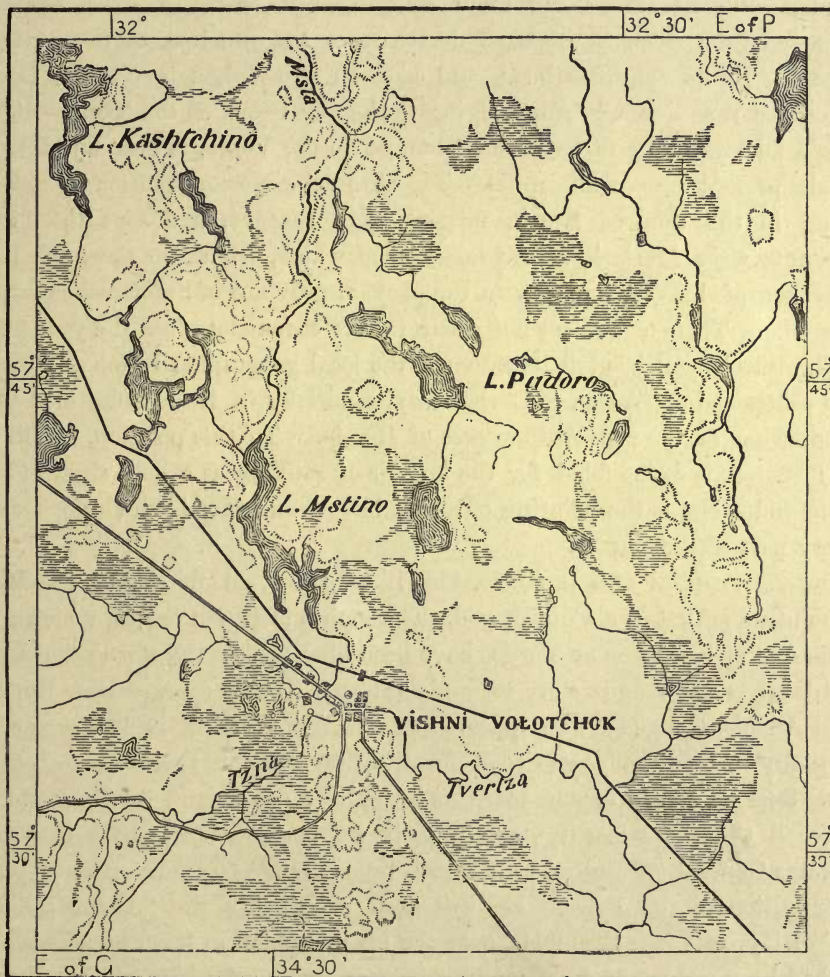 32°
32°30' E of P
Msta
L. Kashtchino
57°
45'
57°
45'
L. Pudoro
L. Mstino
VISHNI VOLOTCHOK
Tzna
Tvertza
57°
30'
57°
30'
E of G
34°30'